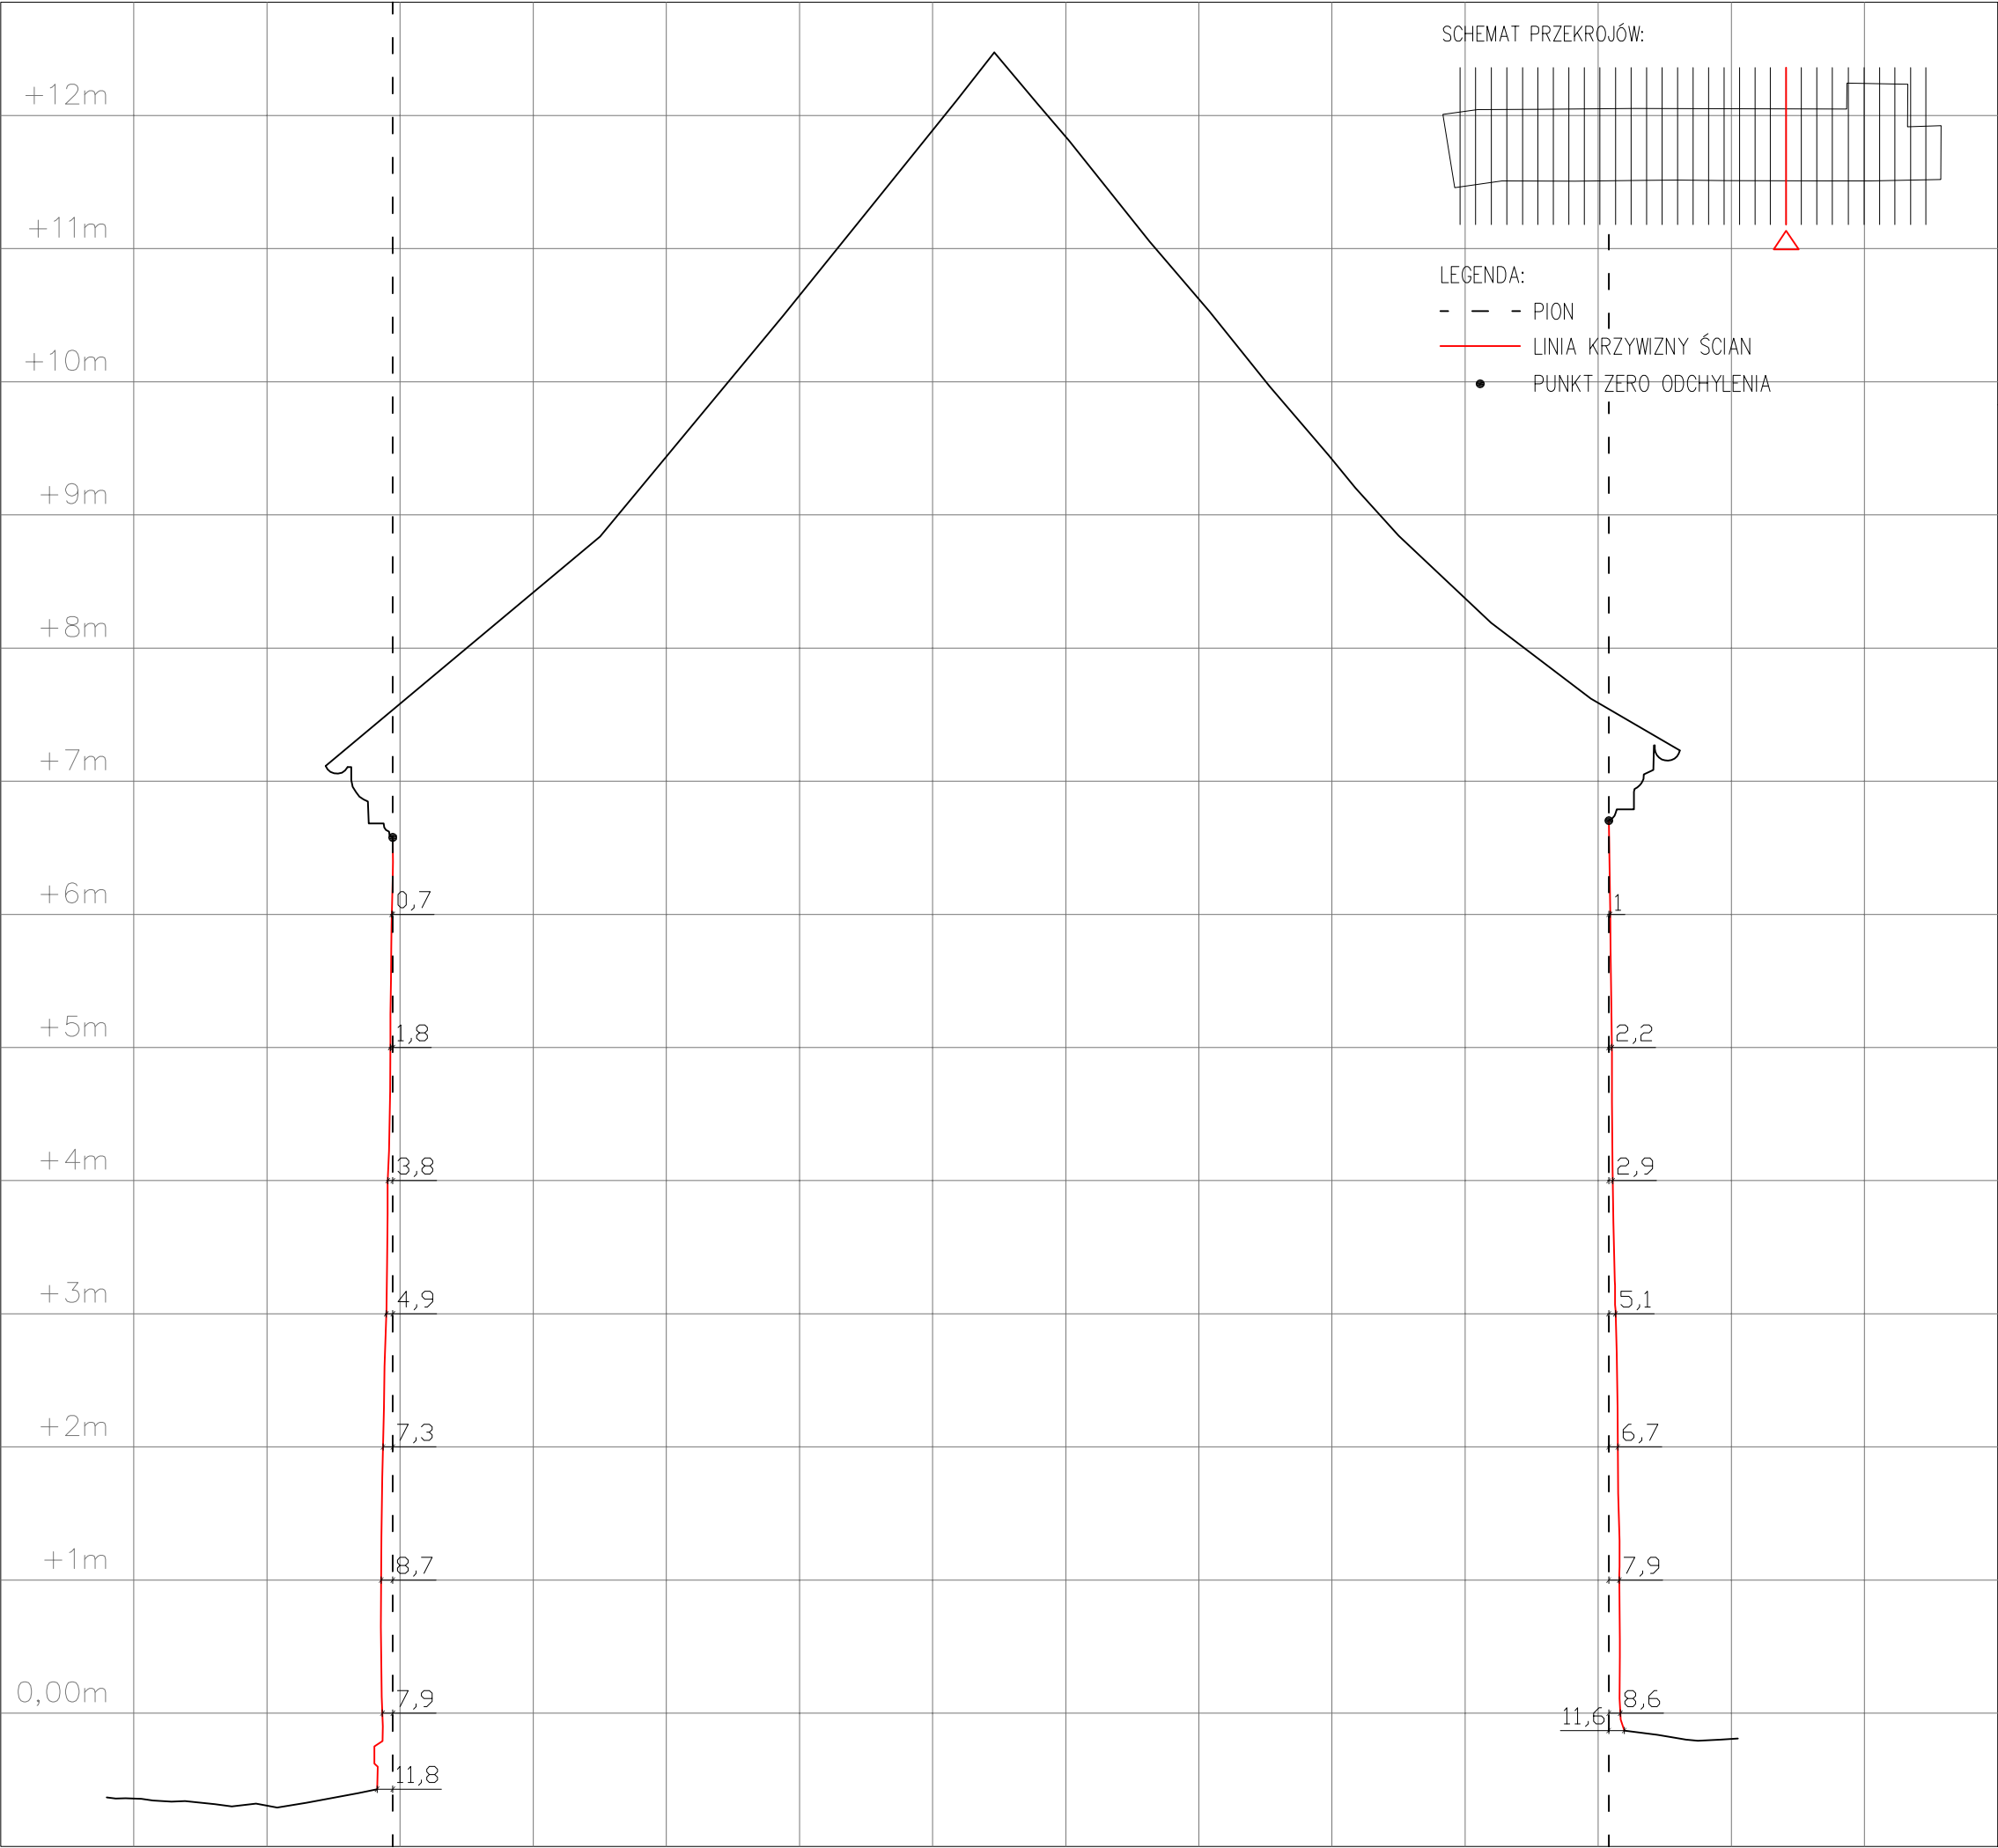 SCHEMAT PRZEKROJÓW:
+12m
+11m
LEGENDA:
PION
LINIA KRZYWIZNY ŚCIAN
+10m
PUNKT ZERO ODCHYLENIA
+9m
+8m
+7m
+6m 0,7 1
+5m 1,8 2,2
+4m 3,8 2,9
+3m 4,9 5,1
+2m 7,3 6,7
+1m 8,7 7,9
0,00m 7,9 8,6
11,6
11,8